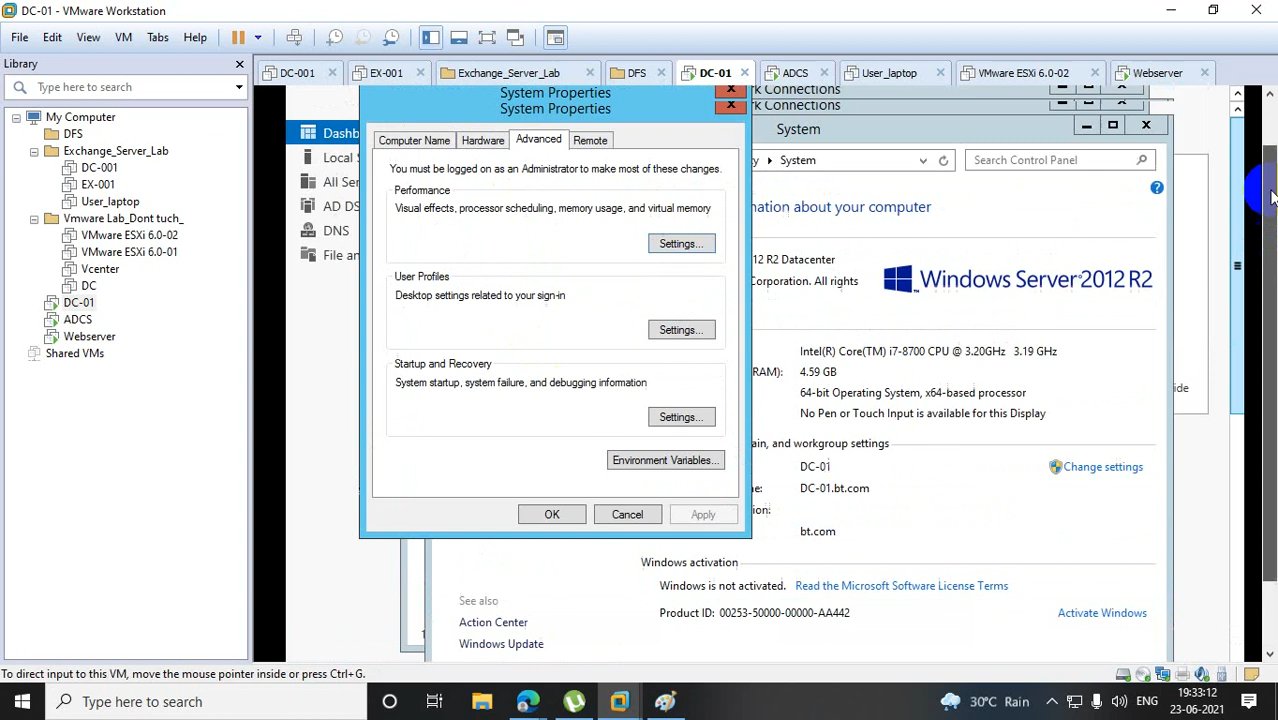 DC-01 - VMware Workstation
File Edit View VM Tabs Help
Library
Type here to search
My Computer
DFS
Exchange_Server_Lab
DC-001
EX-001
User_laptop
Vmware Lab_Dont tuch_
VMware ESXi 6.0-02
VMware ESXi 6.0-01
Vcenter
DC
DC-01
ADCS
Webserver
Shared VMs
DC-001 EX-001 Exchange_Server_Lab DFS DC-01 ADCS User_laptop VMware ESXi 6.0-02 Webserver
Dashb
Local S
All Ser
AD DS
DNS
File an
System Properties
System Properties
Computer Name Hardware Advanced Remote
You must be logged on as an Administrator to make most of these changes.
Performance
Visual effects, processor scheduling, memory usage, and virtual memory
Settings...
User Profiles
Desktop settings related to your sign-in
Settings...
Startup and Recovery
System startup, system failure, and debugging information
Settings...
Environment Variables...
OK Cancel Apply
rk Connections
rk Connections
System
System
Search Control Panel
mation about your computer
2012 R2 Datacenter
Corporation. All rights
Windows Server 2012 R2
Intel(R) Core(TM) i7-8700 CPU @ 3.20GHz 3.19 GHz
RAM): 4.59 GB
64-bit Operating System, x64-based processor
No Pen or Touch Input is available for this Display
ain, and workgroup settings
DC-01
Change settings
me: DC-01.bt.com
ion:
bt.com
ide
Windows activation
Windows is not activated. Read the Microsoft Software License Terms
Product ID: 00253-50000-00000-AA442
Activate Windows
See also
Action Center
Windows Update
To direct input to this VM, move the mouse pointer inside or press Ctrl+G.
Type here to search
30°C Rain
ENG
19:33:12
23-06-2021